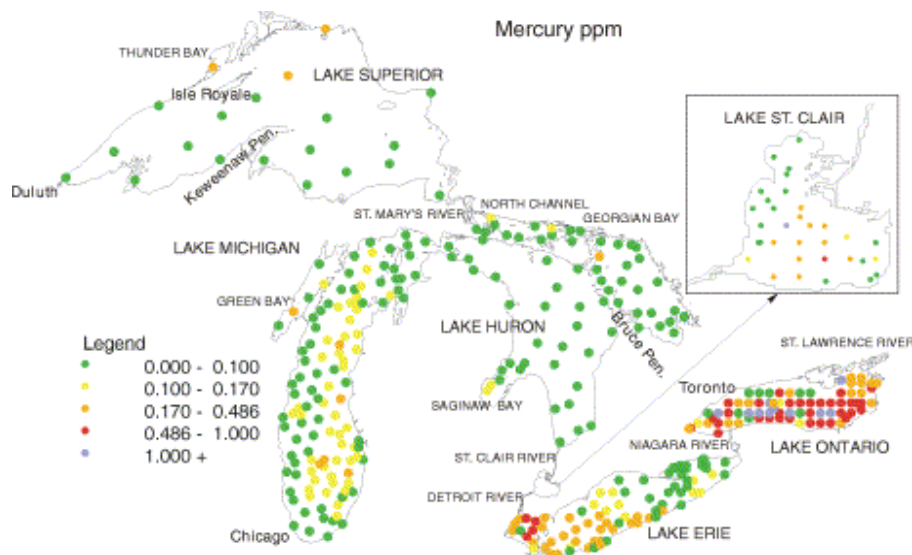 Mercury ppm
THUNDER BAY
LAKE SUPERIOR
Isle Royale
Keweenaw Pen.
Duluth
LAKE ST. CLAIR
ST. MARY'S RIVER
NORTH CHANNEL
GEORGIAN BAY
LAKE MICHIGAN
GREEN BAY
LAKE HURON
Bruce Pen.
Legend
0.000 - 0.100
0.100 - 0.170
0.170 - 0.486
0.486 - 1.000
1.000 +
SAGINAW BAY
ST. LAWRENCE RIVER
Toronto
NIAGARA RIVER
LAKE ONTARIO
ST. CLAIR RIVER
DETROIT RIVER
LAKE ERIE
Chicago